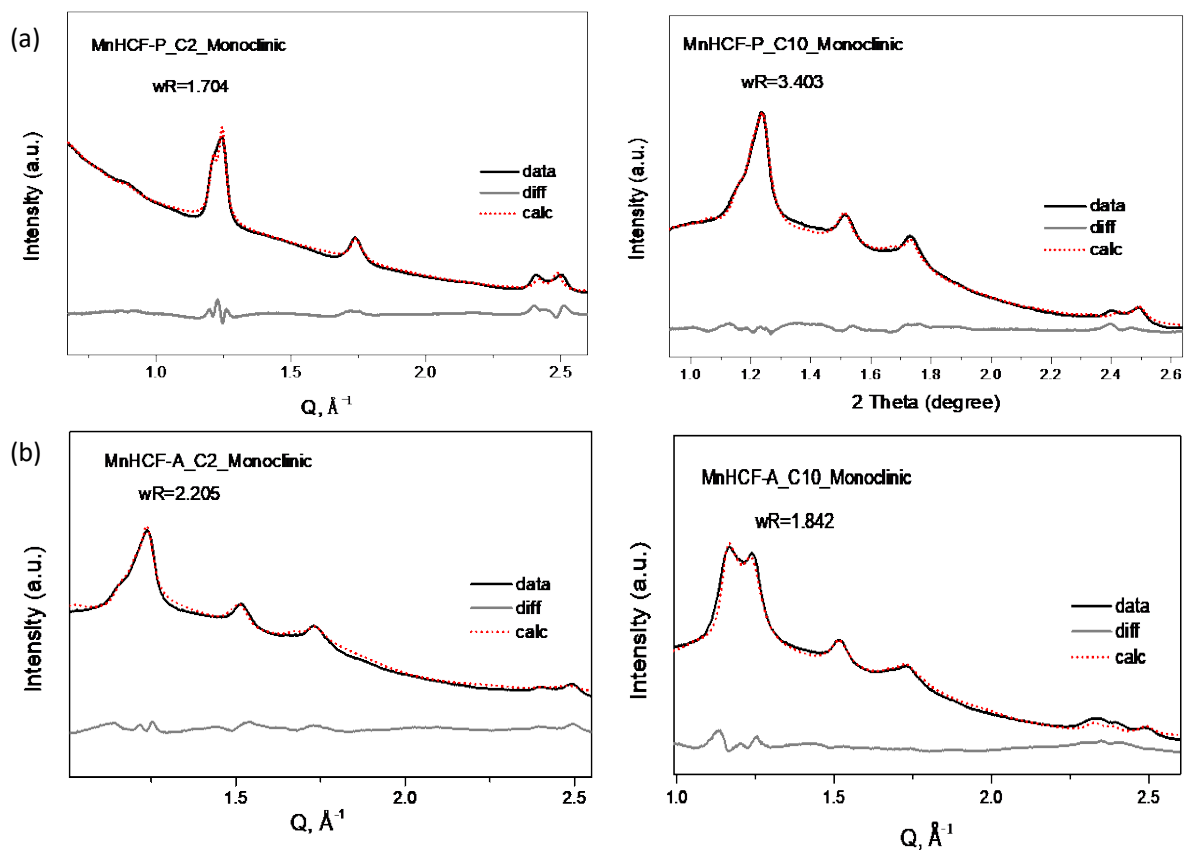 (a)
MnHCF-P_C2_Monoclinic
wR=1.704
data
diff
calc
Intensity (a.u.)
1.0 1.5 2.0 2.5
Q, Å-1
MnHCF-P_C10_Monoclinic
wR=3.403
data
diff
calc
Intensity (a.u.)
1.0 1.2 1.4 1.6 1.8 2.0 2.2 2.4 2.6
2 Theta (degree)
(b)
MnHCF-A_C2_Monoclinic
wR=2.205
data
diff
calc
Intensity (a.u.)
1.5 2.0 2.5
Q, Å-1
MnHCF-A_C10_Monoclinic
wR=1.842
data
diff
calc
Intensity (a.u.)
1.0 1.5 2.0 2.5
Q, Å-1